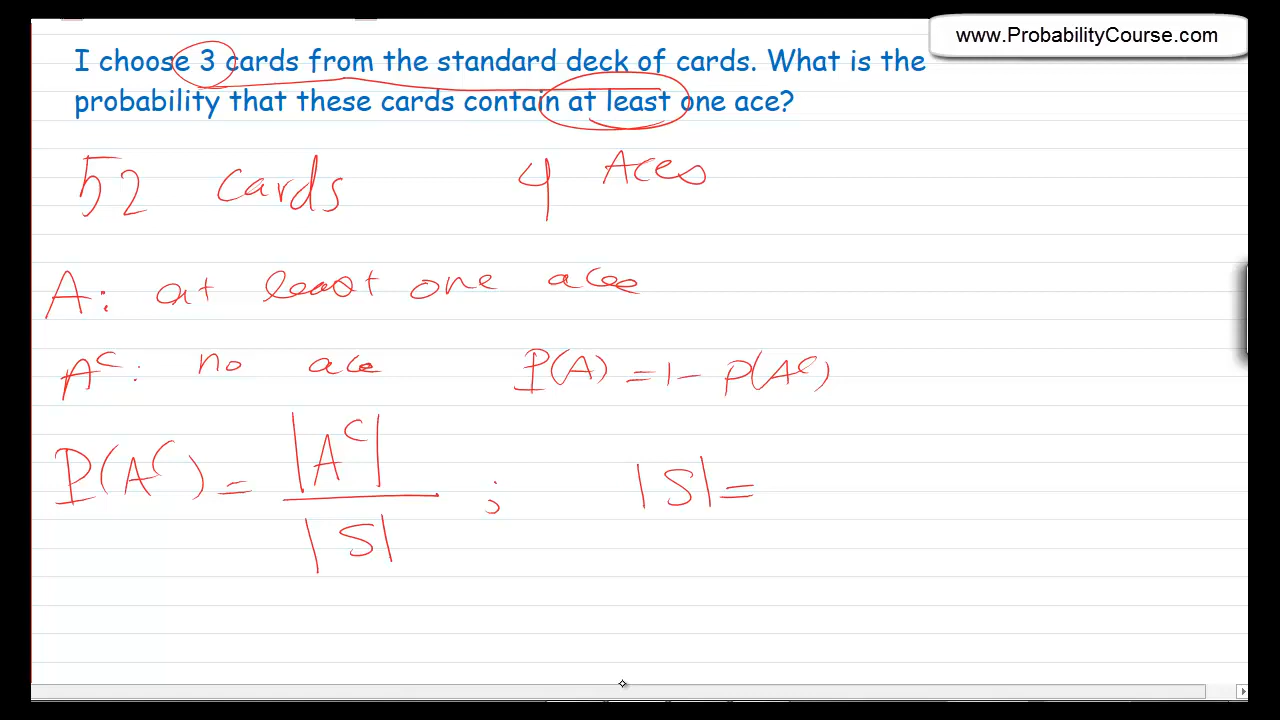 www.ProbabilityCourse.com
I choose 3 cards from the standard deck of cards. What is the
probability that these cards contain at least one ace?
52 cards 4 Aces
A: at least one ace
A^c: no ace P(A) = 1 - P(A^c)
P(A^c) = |A^c| / |S| ; |S| =